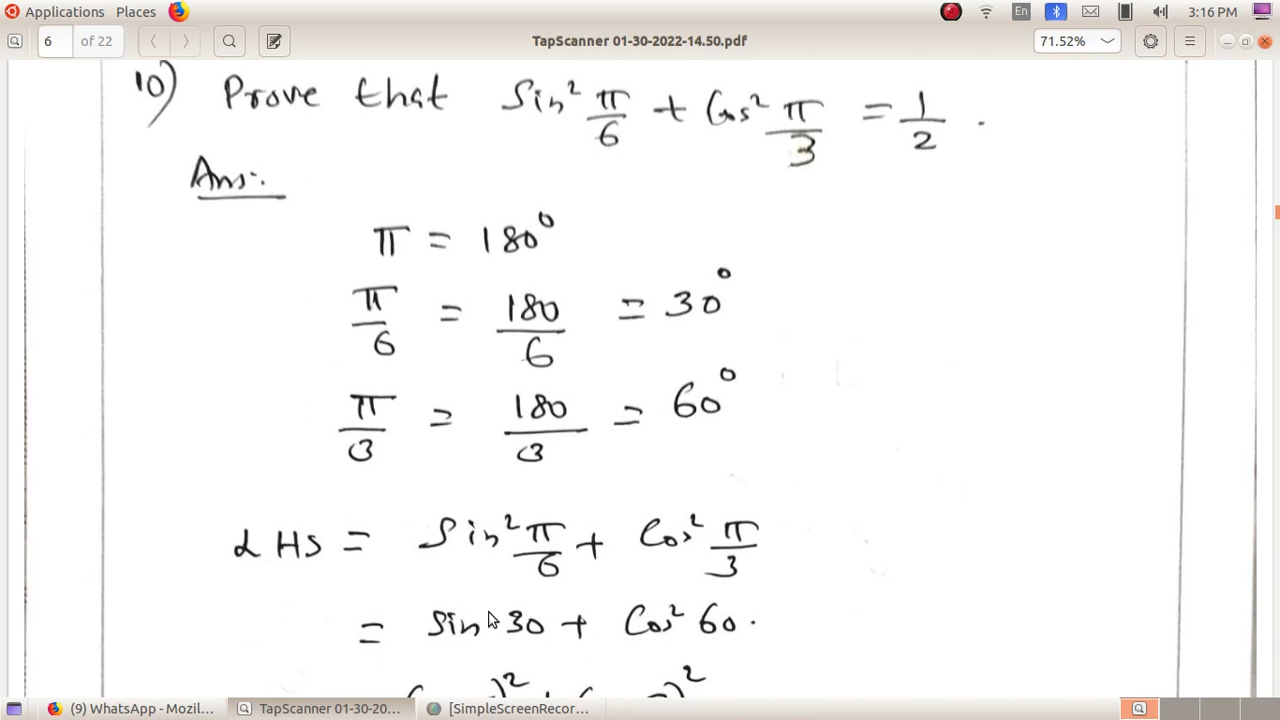 Applications Places En 3:16 PM
6 of 22 TapScanner 01-30-2022-14.50.pdf 71.52%
10) Prove that Sin² π/6 + Cos² π/3 = 1/2 .
Ans:-
π = 180°
π/6 = 180/6 = 30°
π/3 = 180/3 = 60°
LHS = Sin² π/6 + Cos² π/3
= Sin² 30 + Cos² 60.
(9) WhatsApp - Mozil... TapScanner 01-30-20... [SimpleScreenRecor...